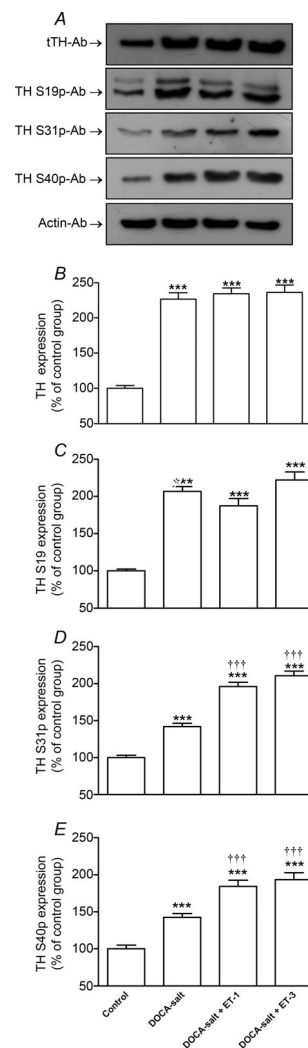 A
tTH-Ab→
TH S19p-Ab→
TH S31p-Ab→
TH S40p-Ab→
Actin-Ab→
B
TH expression
(% of control group)
250
200
150
100
50
***
***
***
C
TH S19 expression
(% of control group)
250
200
150
100
50
***
***
***
D
TH S31p expression
(% of control group)
250
200
150
100
50
***
†††
***
†††
***
E
TH S40p expression
(% of control group)
250
200
150
100
50
***
†††
***
†††
***
Control
DOCA-salt
DOCA-salt + ET-1
DOCA-salt + ET-3